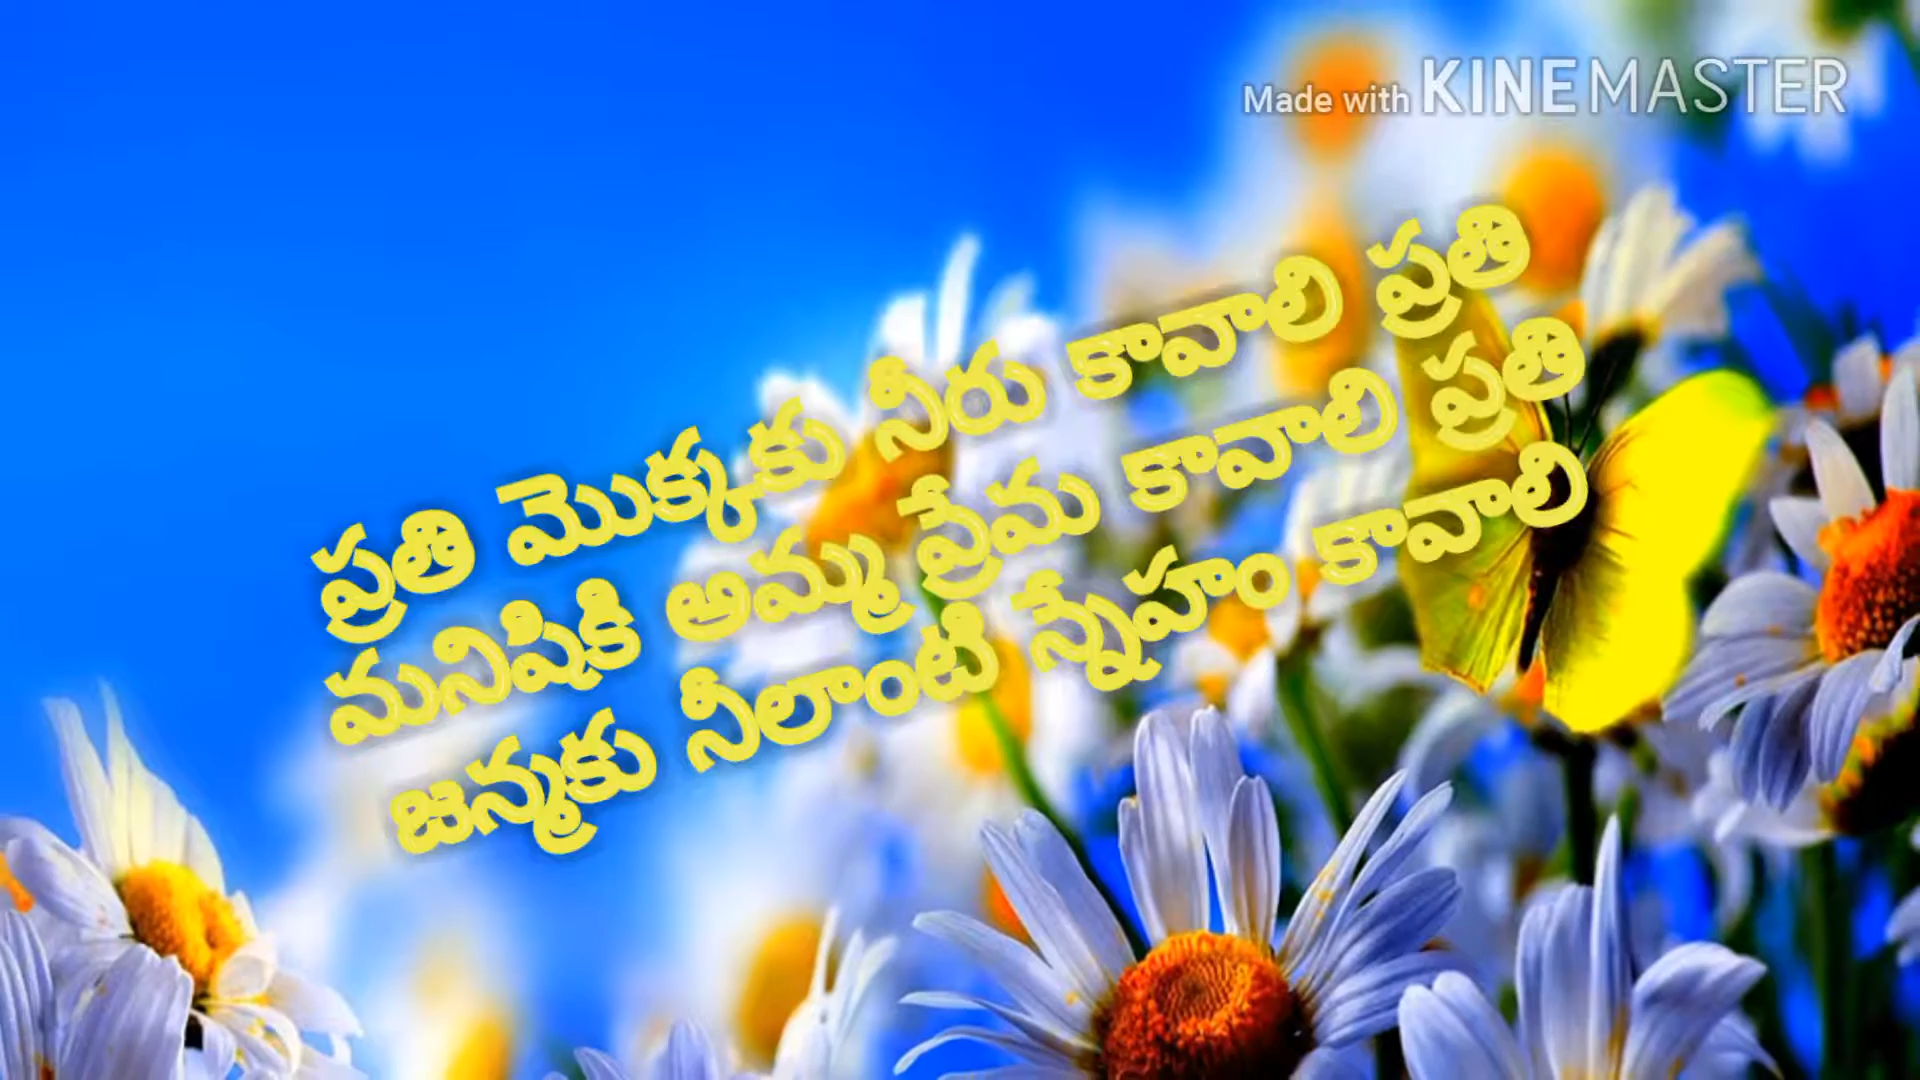 Made with KINEMASTER
ప్రతి మొక్కకు నీరు కావాలి ప్రతి
మనిషికి అమ్మ ప్రేమ కావాలి ప్రతి
జన్మకు నీలాంటి స్నేహం కావాలి